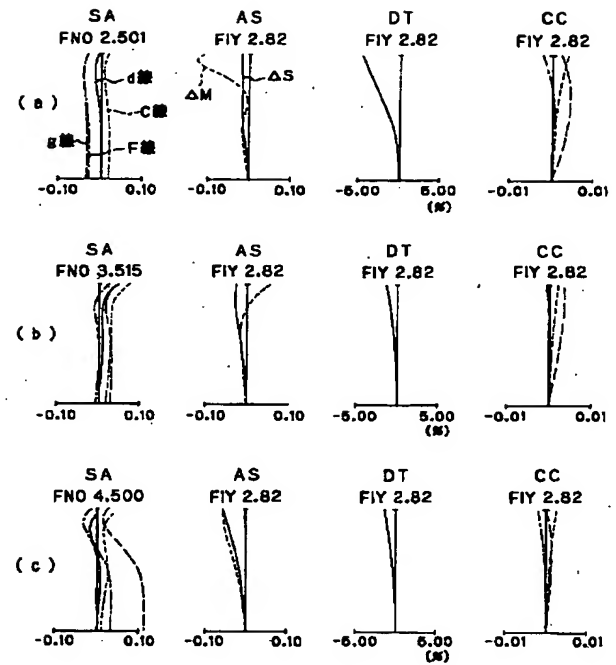 SA AS DT CC
FNO 2.501 FIY 2.82 FIY 2.82 FIY 2.82
d線 ΔS
ΔM
(a) C線
g線 F線
-0.10 0.10 -0.10 0.10 -5.00 5.00 -0.01 0.01
(%)
SA AS DT CC
FNO 3.515 FIY 2.82 FIY 2.82 FIY 2.82
(b)
-0.10 0.10 -0.10 0.10 -5.00 5.00 -0.01 0.01
(%)
SA AS DT CC
FNO 4.500 FIY 2.82 FIY 2.82 FIY 2.82
(c)
-0.10 0.10 -0.10 0.10 -5.00 5.00 -0.01 0.01
(%)